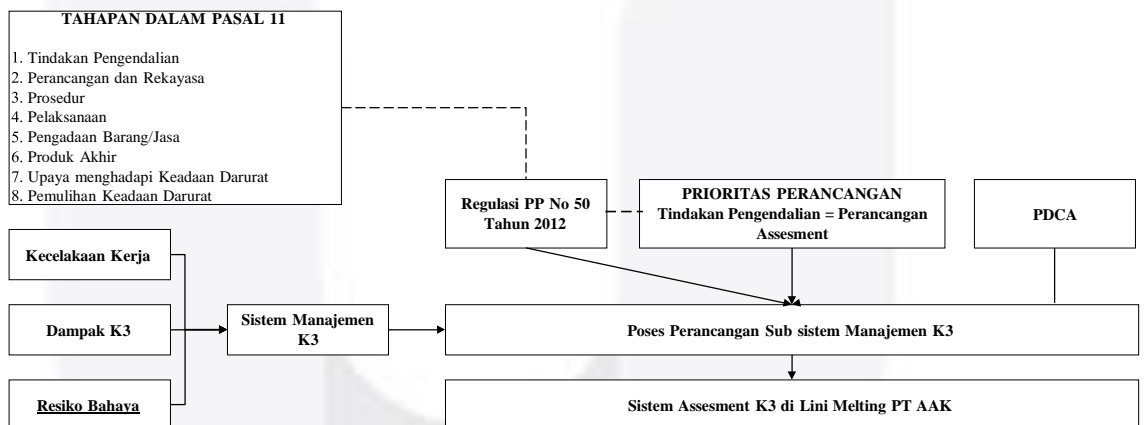 TAHAPAN DALAM PASAL 11
1. Tindakan Pengendalian
2. Perancangan dan Rekayasa
3. Prosedur
4. Pelaksanaan
5. Pengadaan Barang/Jasa
6. Produk Akhir
7. Upaya menghadapi Keadaan Darurat
8. Pemulihan Keadaan Darurat
Regulasi PP No 50
Tahun 2012
PRIORITAS PERANCANGAN
Tindakan Pengendalian = Perancangan
Assesment
PDCA
Kecelakaan Kerja
Dampak K3
Resiko Bahaya
Sistem Manajemen
K3
Poses Perancangan Sub sistem Manajemen K3
Sistem Assesment K3 di Lini Melting PT AAK